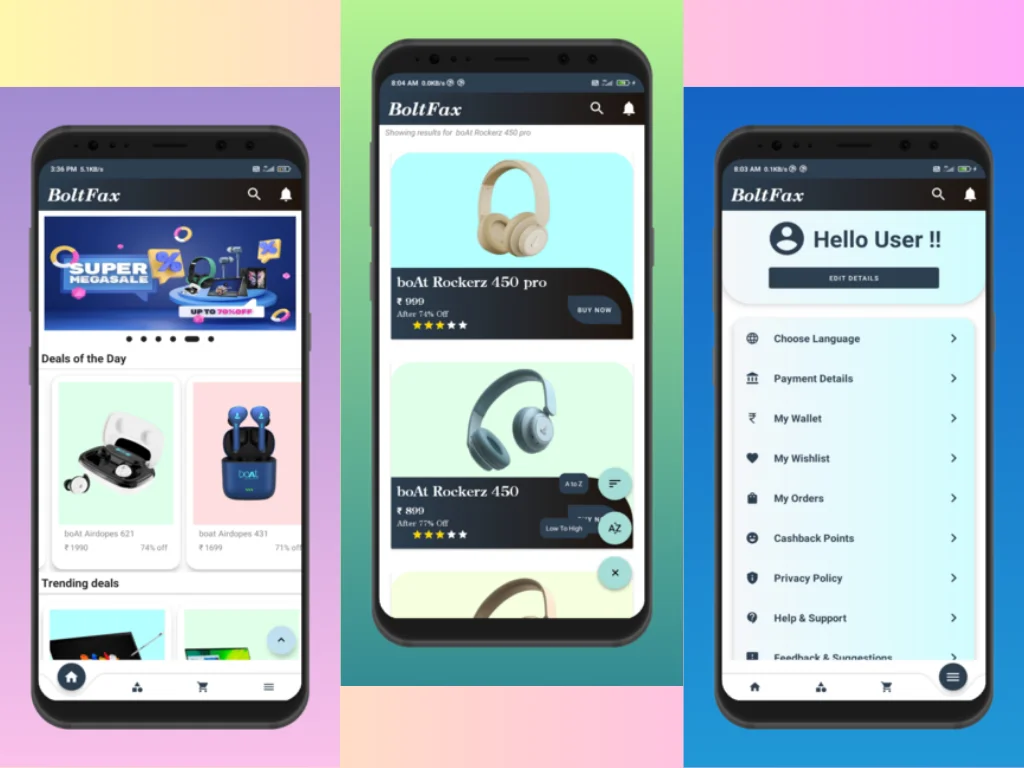 3:36 PM 5.1KB/s
BoltFax
SUPER
MEGASALE
%
%
UP TO 70%OFF
Deals of the Day
boAt
boAt Airdopes 621
₹ 1990
74% off
boat Airdopes 431
₹ 1699
71% off
Trending deals
8:04 AM 0.0KB/s
BoltFax
Showing results for boAt Rockerz 450 pro
boAt Rockerz 450 pro
₹ 999
After 74% Off
BUY NOW
boAt Rockerz 450
₹ 899
After 77% Off
BUY N
A to Z
Low To High
AZ
8:03 AM 0.1KB/s
BoltFax
Hello User !!
EDIT DETAILS
Choose Language
Payment Details
₹ My Wallet
My Wishlist
My Orders
Cashback Points
Privacy Policy
Help & Support
Feedback & Suggestions